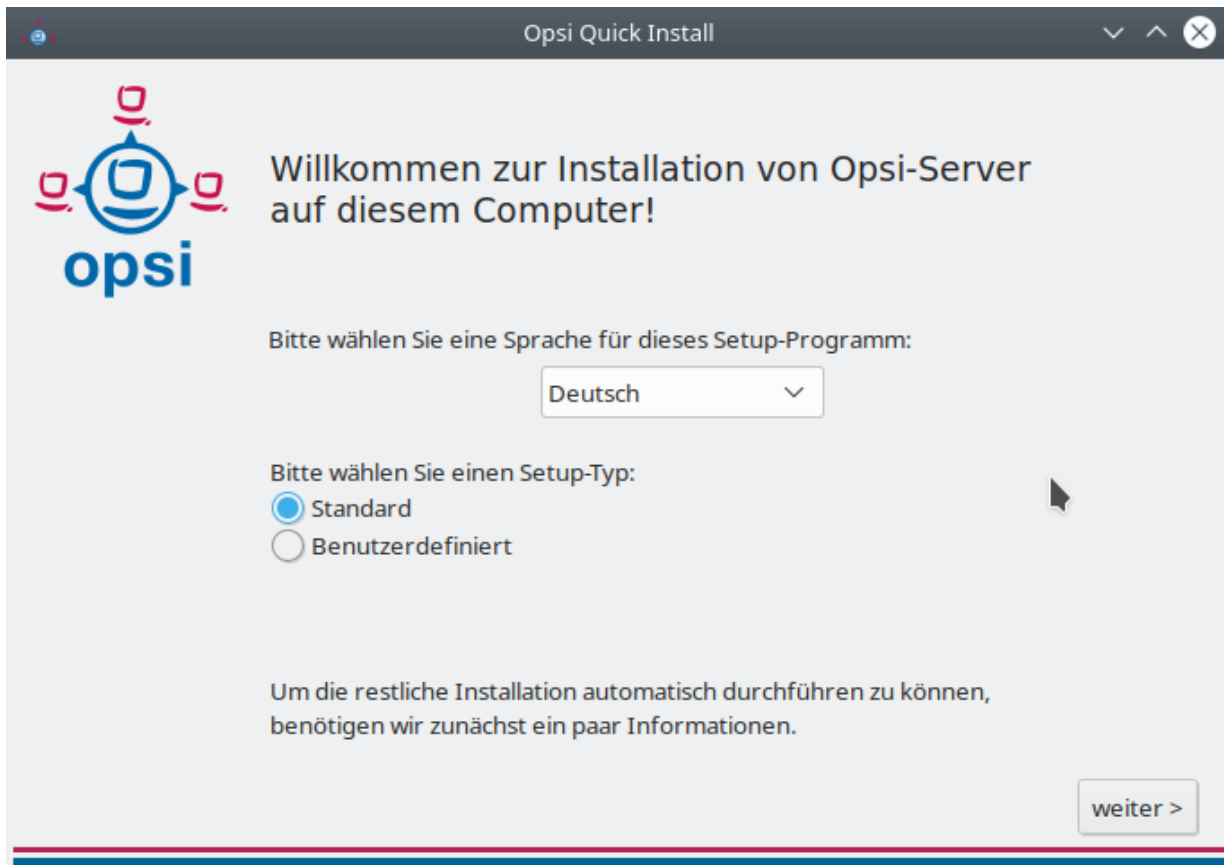 Opsi Quick Install
opsi
Willkommen zur Installation von Opsi-Server
auf diesem Computer!
Bitte wählen Sie eine Sprache für dieses Setup-Programm:
Deutsch
Bitte wählen Sie einen Setup-Typ:
Standard
Benutzerdefiniert
Um die restliche Installation automatisch durchführen zu können,
benötigen wir zunächst ein paar Informationen.
weiter >